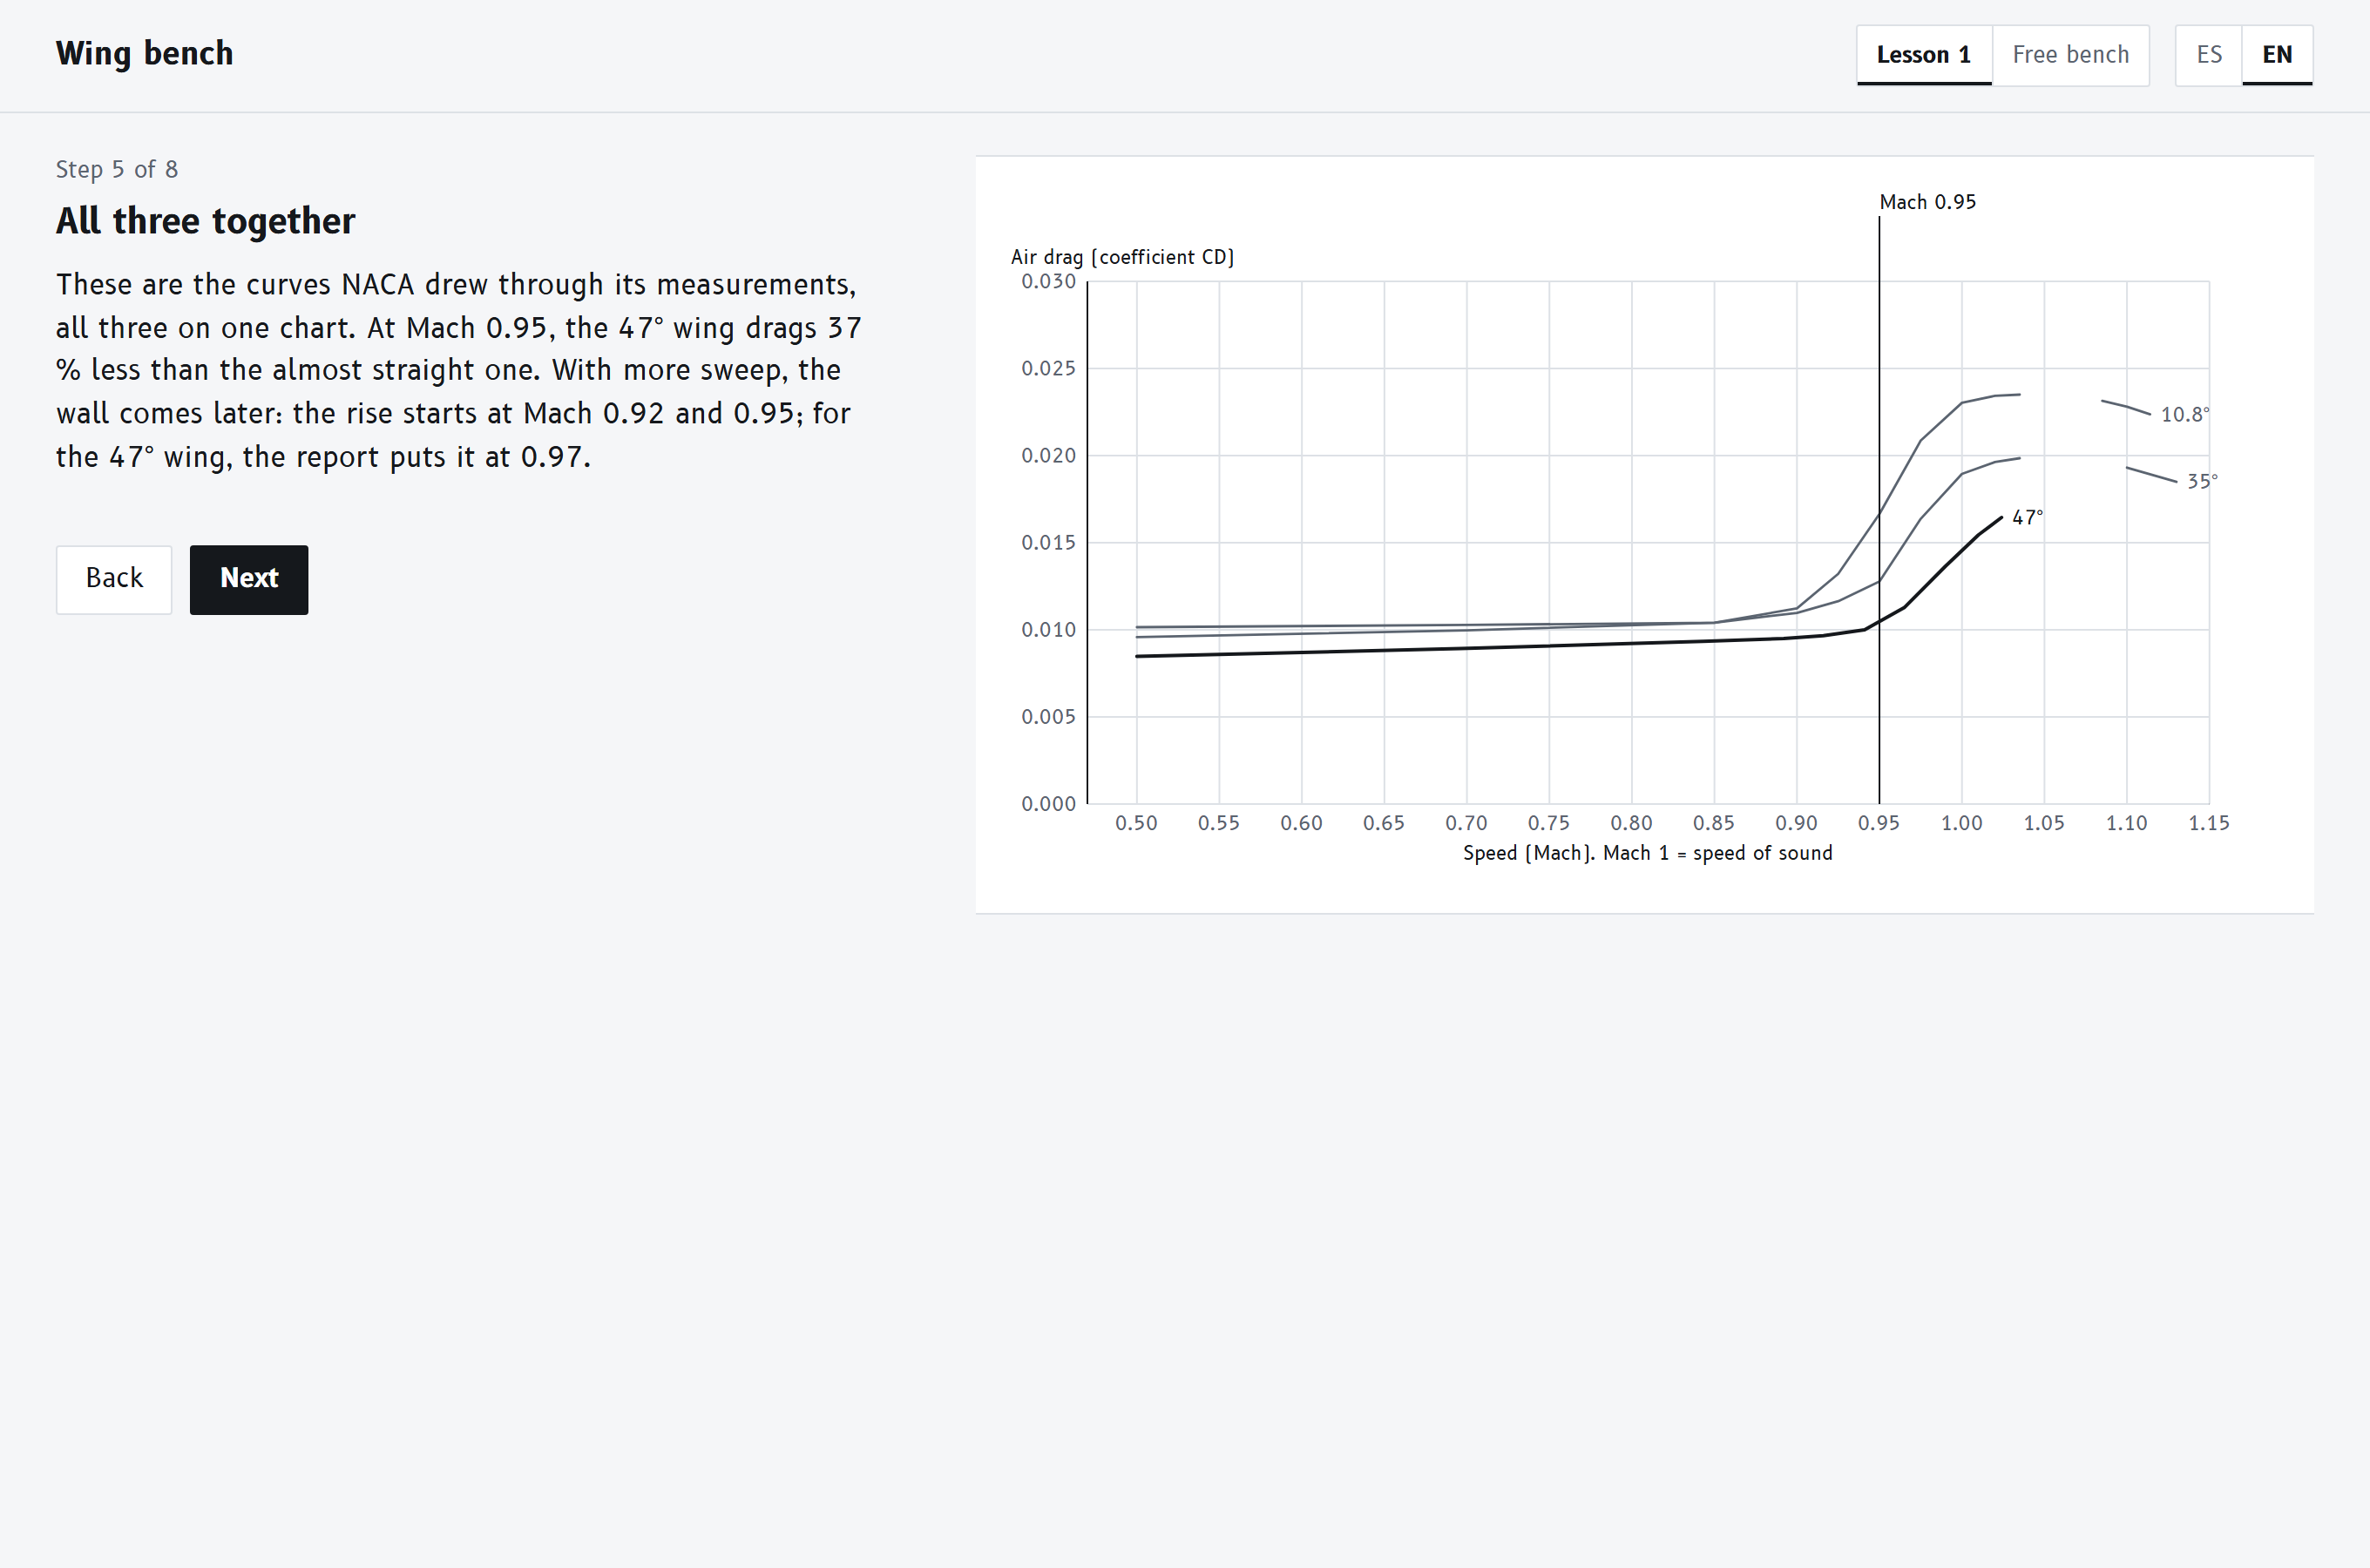 Wing bench
Lesson 1
Free bench
ES
EN
Step 5 of 8
All three together
These are the curves NACA drew through its measurements,
all three on one chart. At Mach 0.95, the 47° wing drags 37
% less than the almost straight one. With more sweep, the
wall comes later: the rise starts at Mach 0.92 and 0.95; for
the 47° wing, the report puts it at 0.97.
Back
Next
Mach 0.95
Air drag (coefficient CD)
0.030
0.025
0.020
0.015
0.010
0.005
0.000
10.8°
35°
47°
0.50 0.55 0.60 0.65 0.70 0.75 0.80 0.85 0.90 0.95 1.00 1.05 1.10 1.15
Speed (Mach). Mach 1 = speed of sound